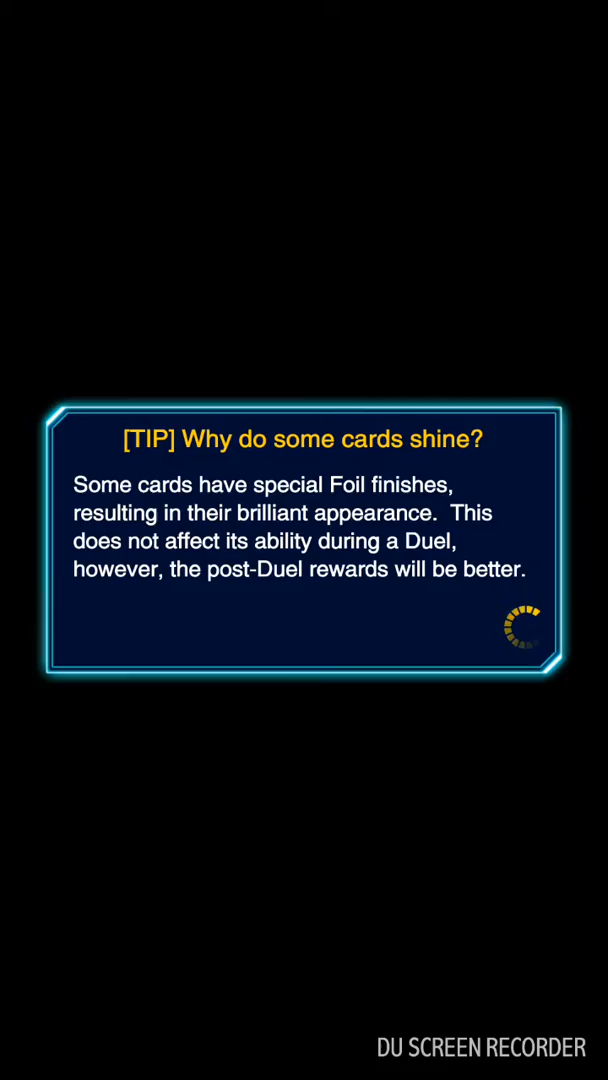 [TIP] Why do some cards shine?
Some cards have special Foil finishes,
resulting in their brilliant appearance.  This
does not affect its ability during a Duel,
however, the post-Duel rewards will be better.
DU SCREEN RECORDER